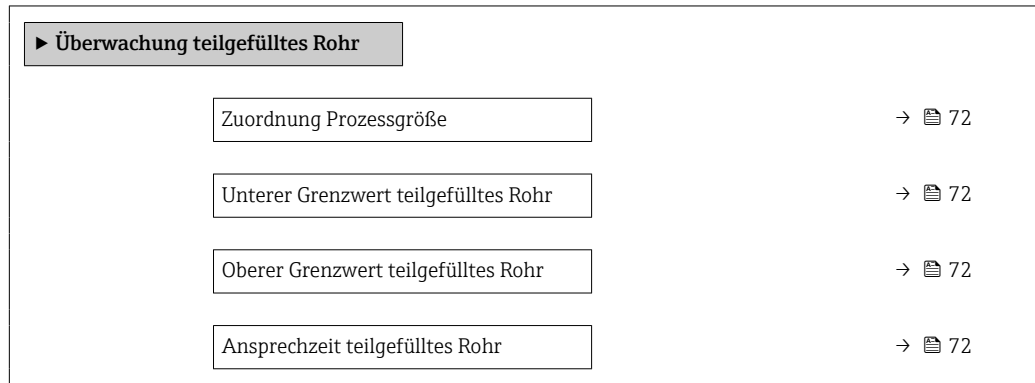 ► Überwachung teilgefülltes Rohr
Zuordnung Prozessgröße → 72
Unterer Grenzwert teilgefülltes Rohr → 72
Oberer Grenzwert teilgefülltes Rohr → 72
Ansprechzeit teilgefülltes Rohr → 72